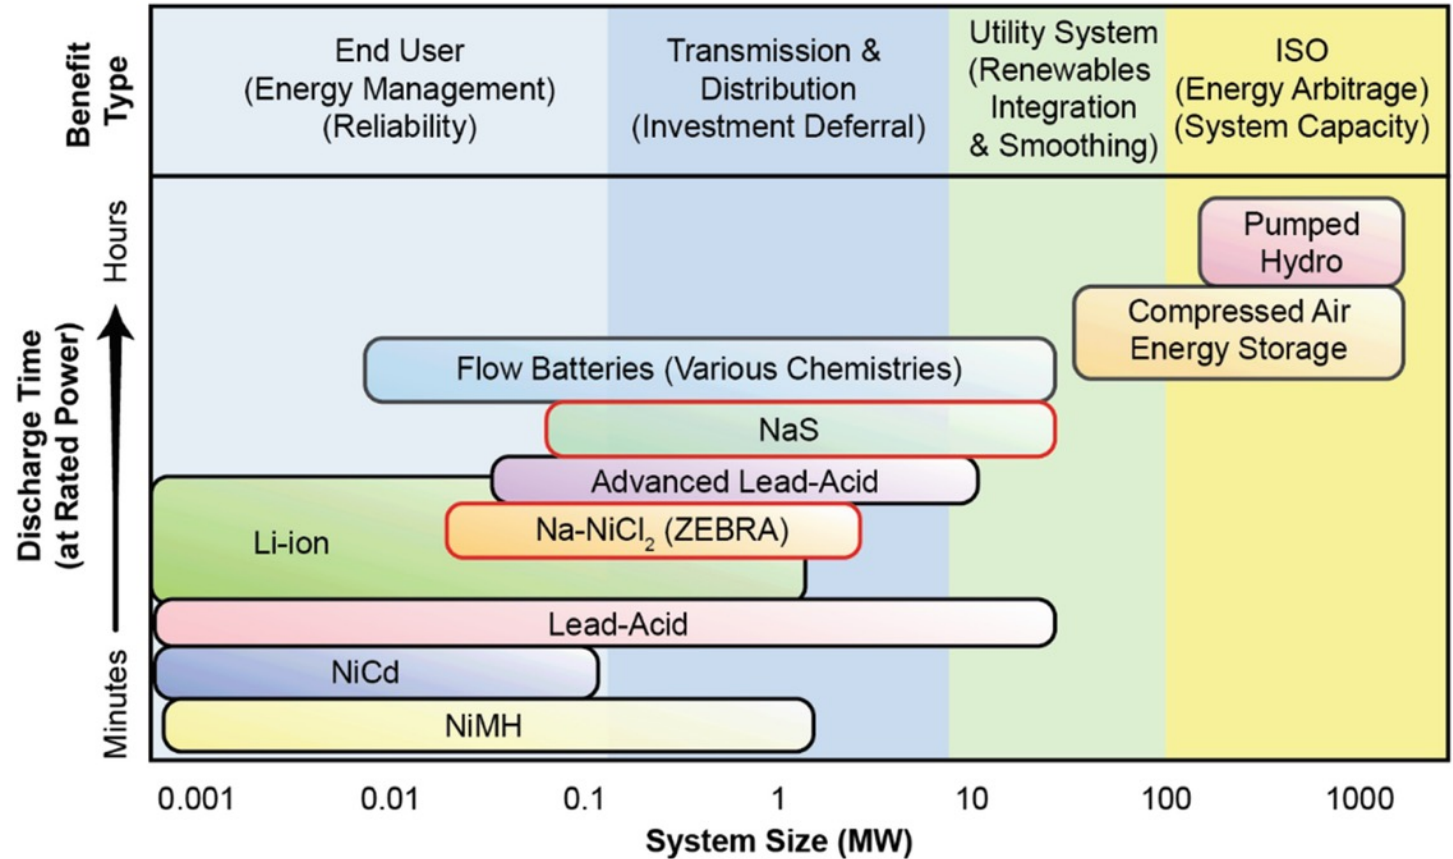 Benefit
Type
End User
(Energy Management)
(Reliability)
Transmission &
Distribution
(Investment Deferral)
Utility System
(Renewables
Integration
& Smoothing)
ISO
(Energy Arbitrage)
(System Capacity)
Discharge Time
(at Rated Power)
Hours
Minutes
Pumped
Hydro
Compressed Air
Energy Storage
Flow Batteries (Various Chemistries)
NaS
Advanced Lead-Acid
Na-NiCl₂ (ZEBRA)
Li-ion
Lead-Acid
NiCd
NiMH
0.001 0.01 0.1 1 10 100 1000
System Size (MW)